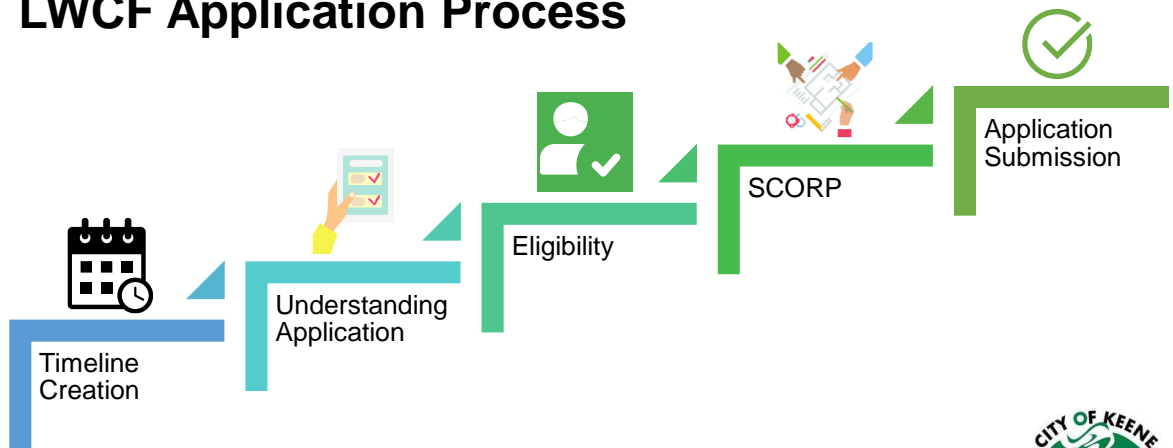 LWCF Application Process
Application
Submission
SCORP
Eligibility
Understanding
Application
Timeline
Creation
CITY OF KEENE